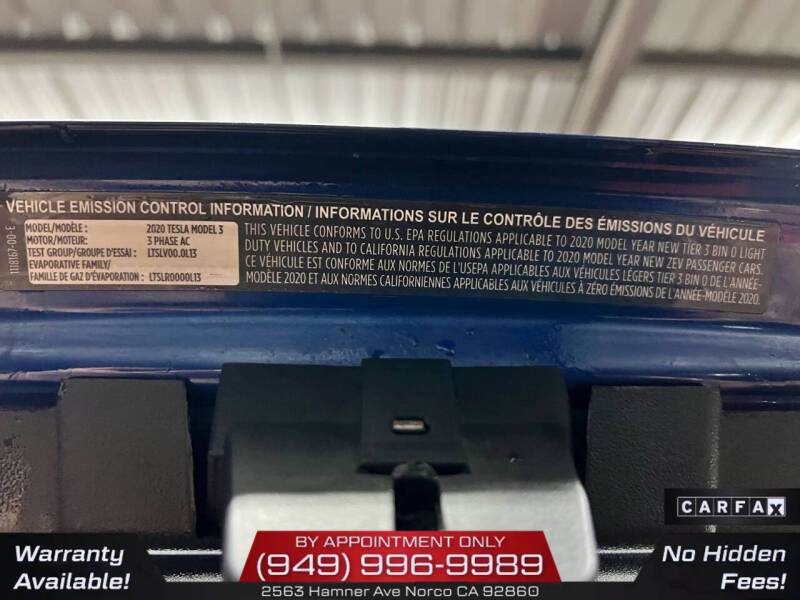 VEHICLE EMISSION CONTROL INFORMATION / INFORMATIONS SUR LE CONTRÔLE DES ÉMISSIONS DU VÉHICULE
1118167-00-E
MODEL/MODÈLE : 2020 TESLA MODEL 3
MOTOR/MOTEUR: 3 PHASE AC
TEST GROUP/GROUPE D'ESSAI : LTSLV00.0L13
EVAPORATIVE FAMILY/
FAMILLE DE GAZ D'ÉVAPORATION : LTSLR0000L13
THIS VEHICLE CONFORMS TO U.S. EPA REGULATIONS APPLICABLE TO 2020 MODEL YEAR NEW TIER 3 BIN 0 LIGHT
DUTY VEHICLES AND TO CALIFORNIA REGULATIONS APPLICABLE TO 2020 MODEL YEAR NEW ZEV PASSENGER CARS.
CE VÉHICULE EST CONFORME AUX NORMES DE L'USEPA APPLICABLES AUX VÉHICULES LÉGERS TIER 3 BIN 0 DE L'ANNÉE-
MODÈLE 2020 ET AUX NORMES CALIFORNIENNES APPLICABLES AUX VÉHICULES À ZÉRO ÉMISSIONS DE L'ANNÉE-MODÈLE 2020.
CARFAX
Warranty
Available!
BY APPOINTMENT ONLY
(949) 996-9989
2563 Hamner Ave Norco CA 92860
No Hidden
Fees!